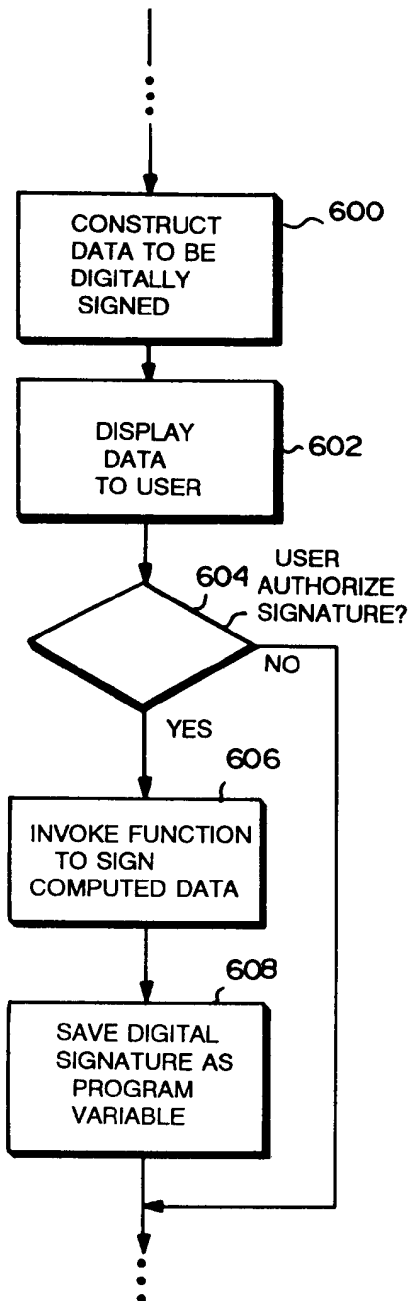 CONSTRUCT
DATA TO BE
DIGITALLY
SIGNED
600
DISPLAY
DATA
TO USER
602
604
USER
AUTHORIZE
SIGNATURE?
NO
YES
606
INVOKE FUNCTION
TO SIGN
COMPUTED DATA
608
SAVE DIGITAL
SIGNATURE AS
PROGRAM
VARIABLE